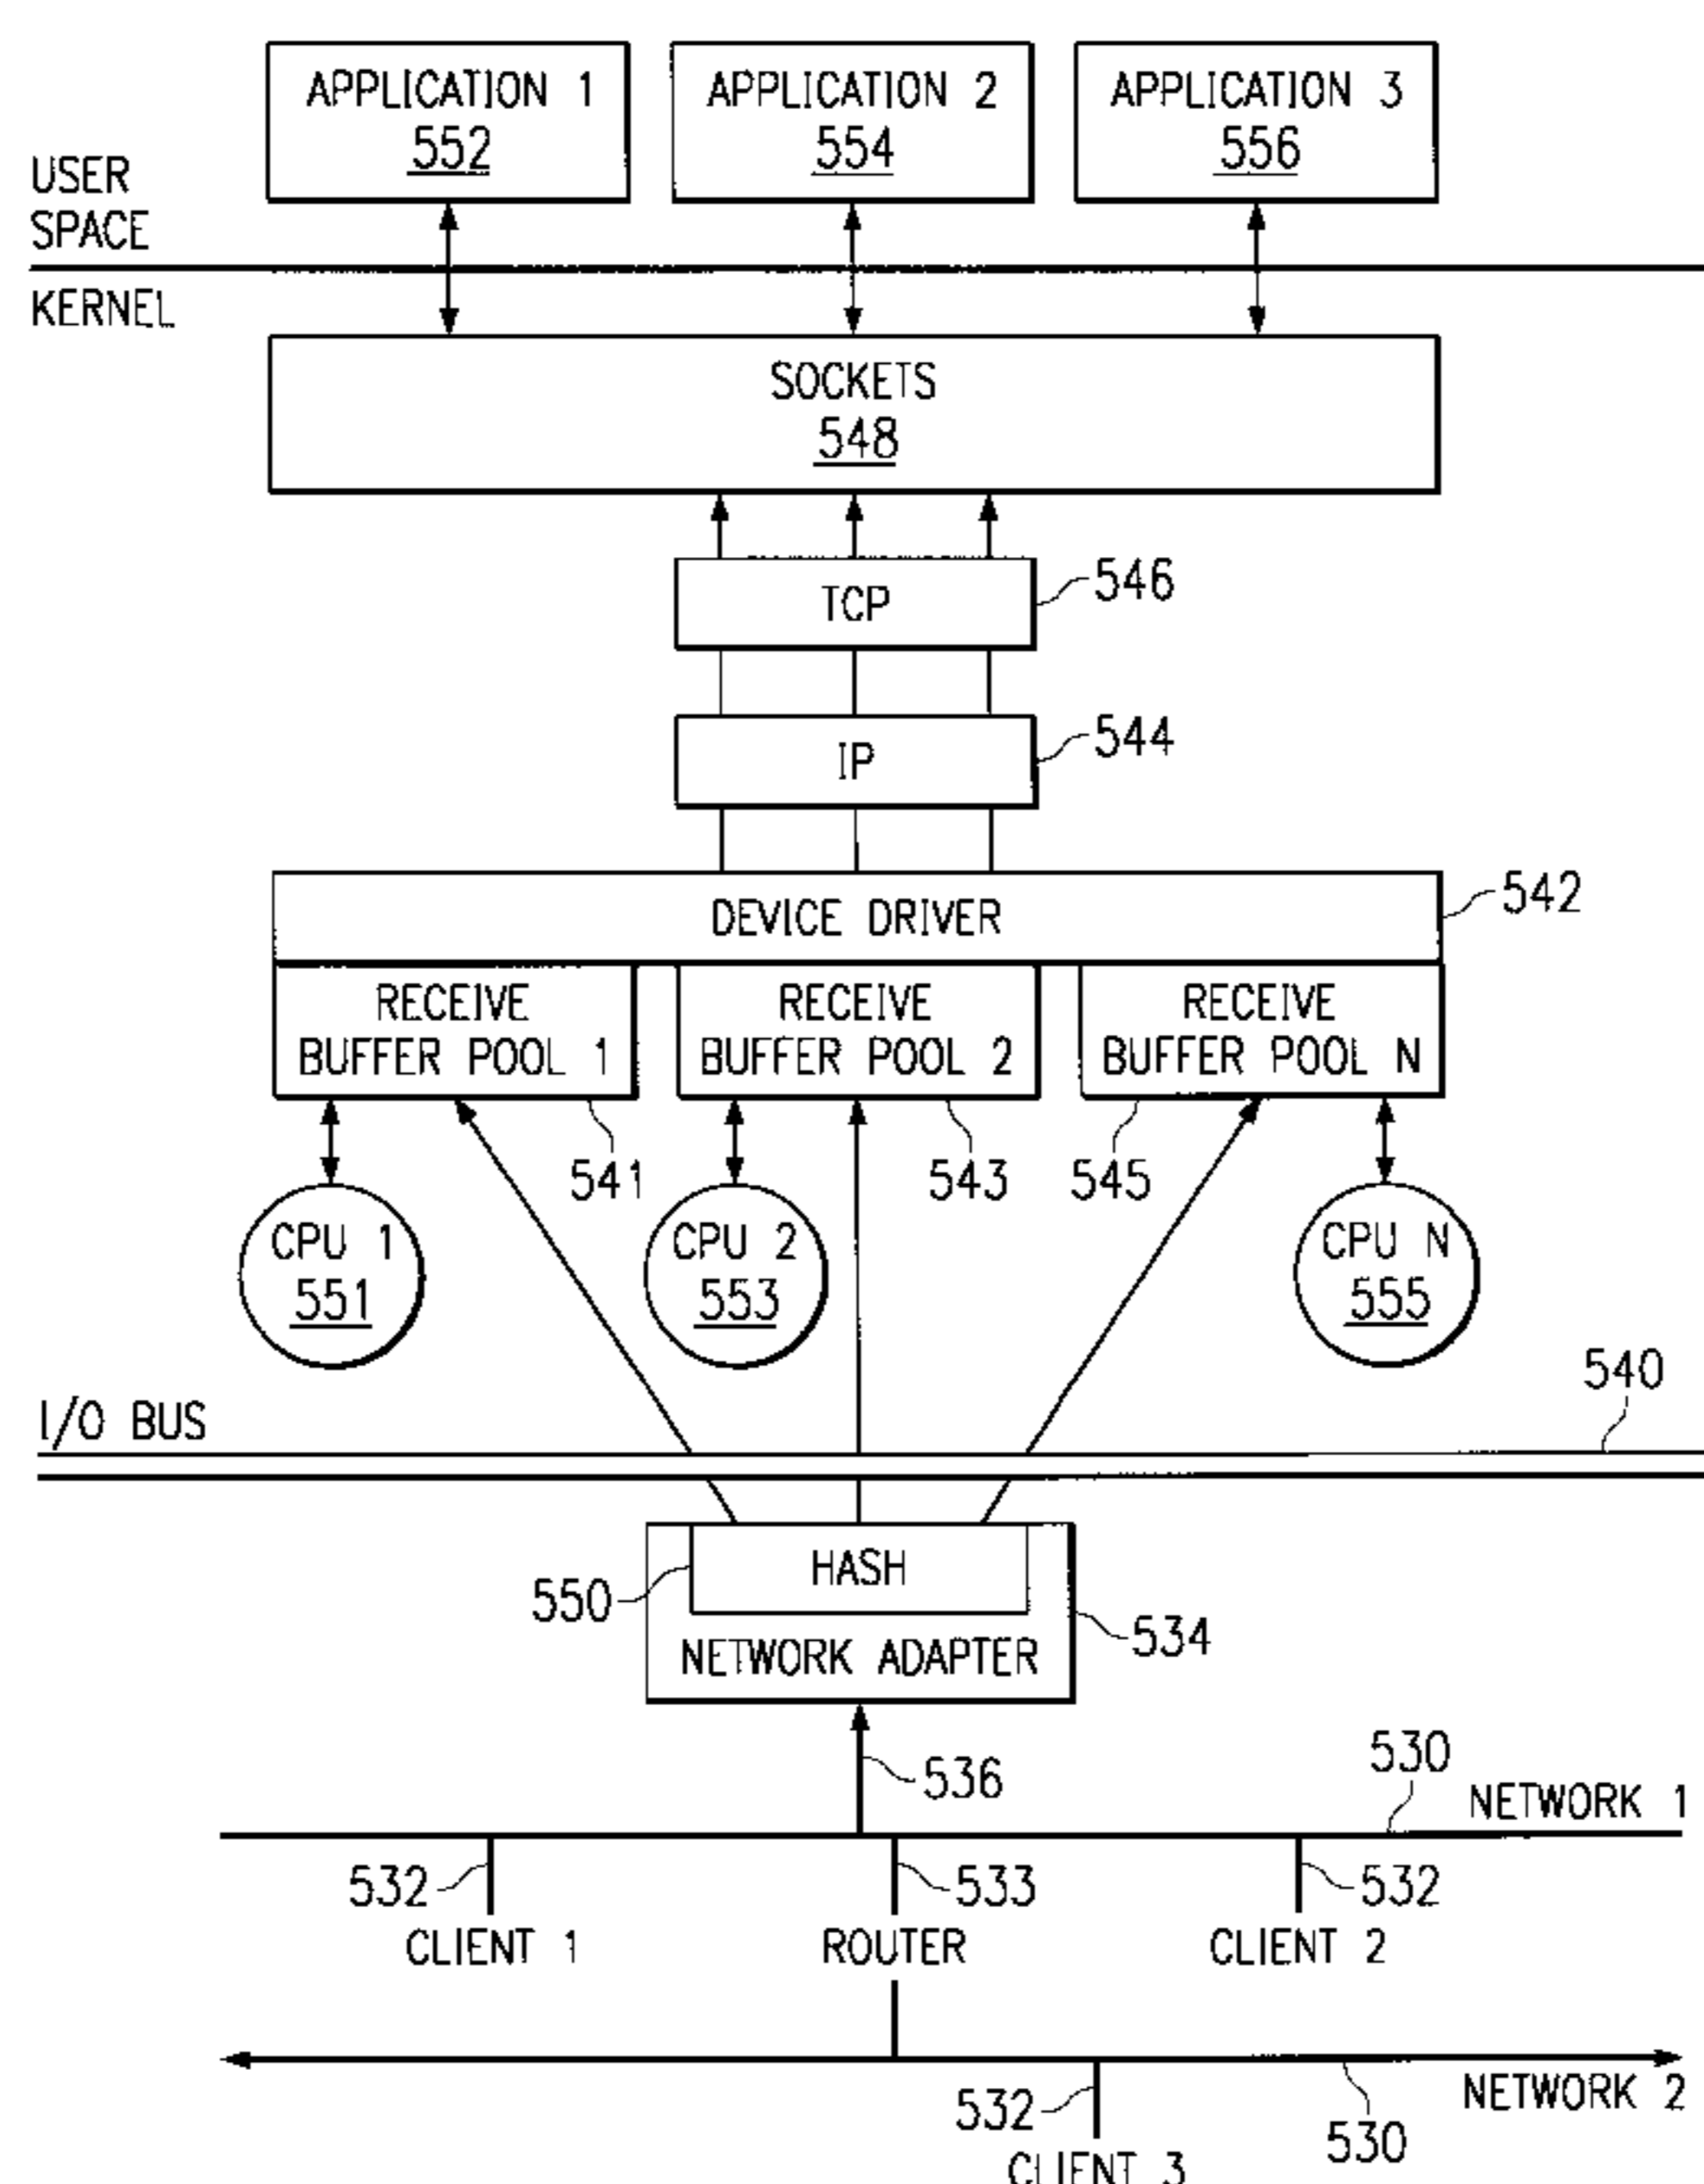 APPLICATION 1
552
APPLICATION 2
554
APPLICATION 3
556
USER
SPACE
KERNEL
SOCKETS
548
TCP
546
IP
544
DEVICE DRIVER
542
RECEIVE
BUFFER POOL 1
RECEIVE
BUFFER POOL 2
RECEIVE
BUFFER POOL N
541
543
545
CPU 1
551
CPU 2
553
CPU N
555
540
I/O BUS
HASH
550
NETWORK ADAPTER
534
536
530
NETWORK 1
532
533
532
CLIENT 1
ROUTER
CLIENT 2
NETWORK 2
532
530
CLIENT 3